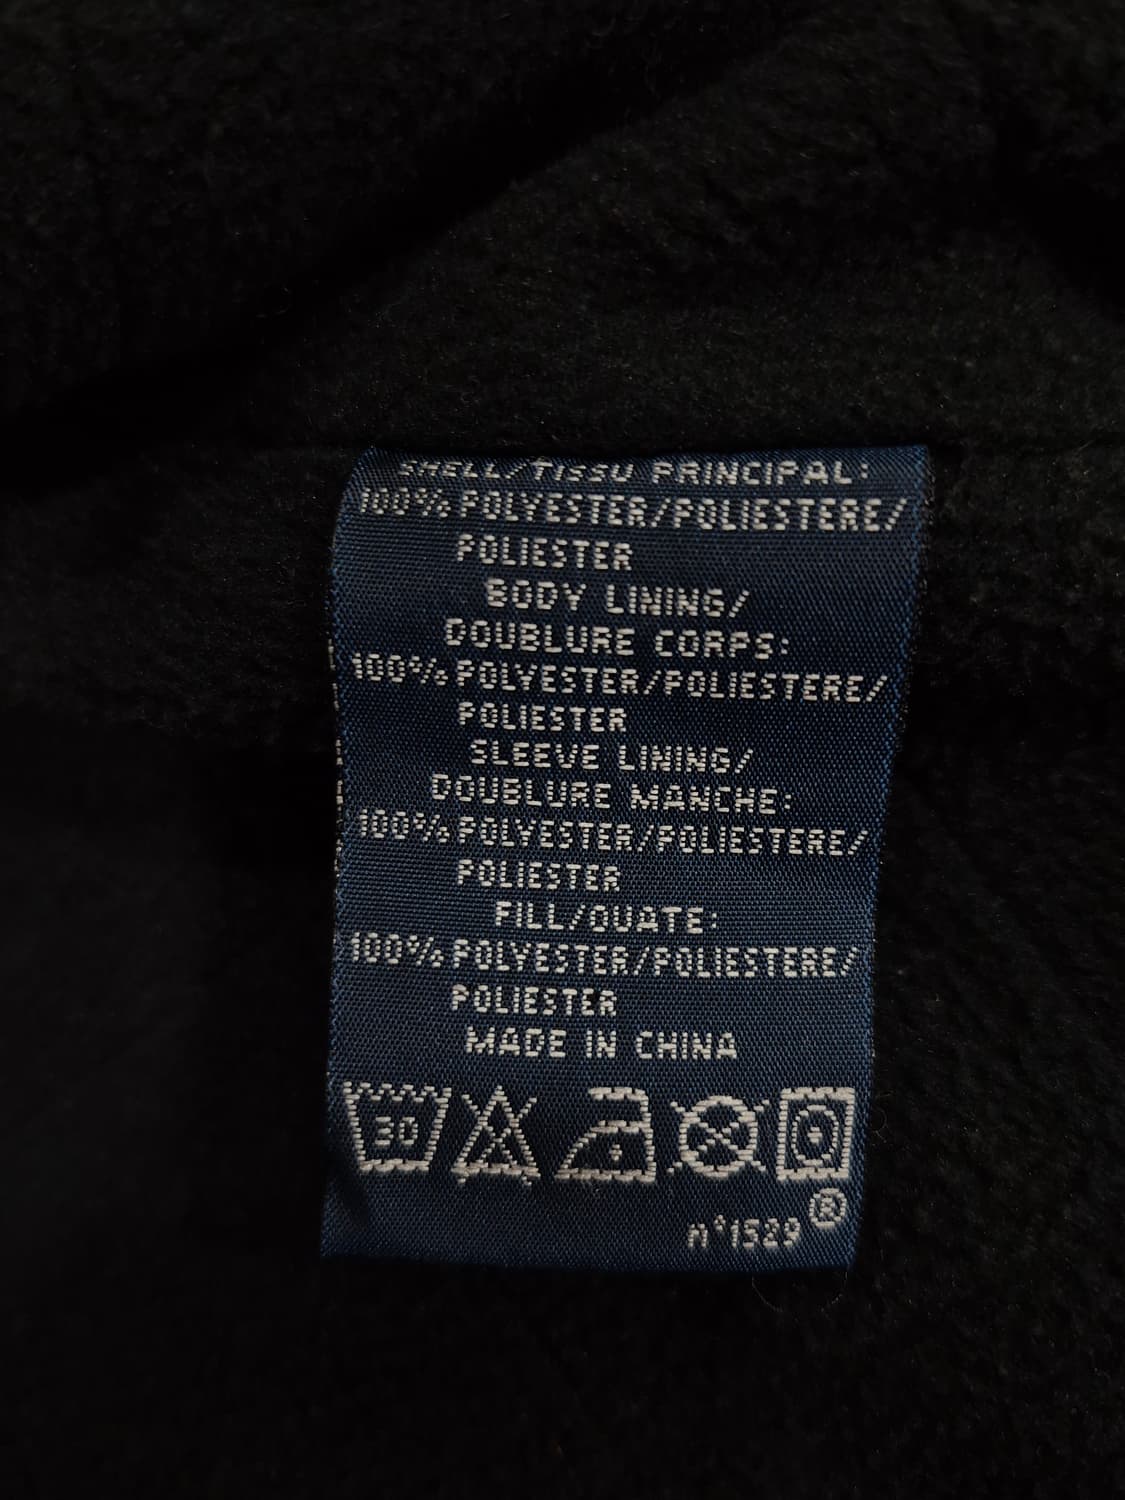 SHELL/TISSU PRINCIPAL:
100% POLYESTER/POLIESTERE/
POLIESTER
BODY LINING/
DOUBLURE CORPS:
100% POLYESTER/POLIESTERE/
POLIESTER
SLEEVE LINING/
DOUBLURE MANCHE:
100% POLYESTER/POLIESTERE/
POLIESTER
FILL/OUATE:
100% POLYESTER/POLIESTERE/
POLIESTER
MADE IN CHINA
30
n°1529 ®